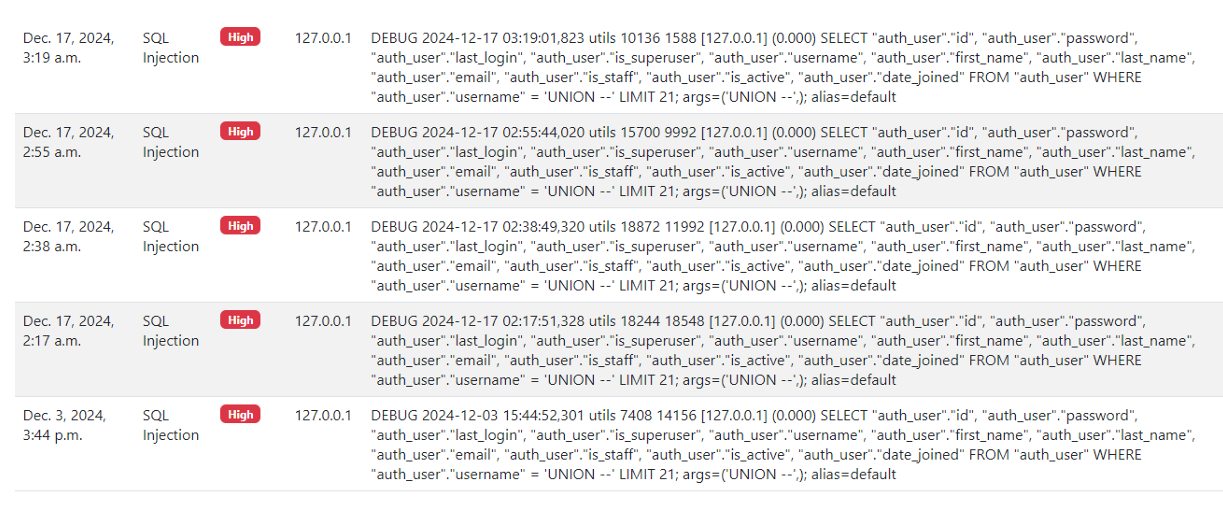 Dec. 17, 2024, 3:19 a.m. SQL Injection High 127.0.0.1 DEBUG 2024-12-17 03:19:01,823 utils 10136 1588 [127.0.0.1] (0.000) SELECT "auth_user"."id", "auth_user"."password",
"auth_user"."last_login", "auth_user"."is_superuser", "auth_user"."username", "auth_user"."first_name", "auth_user"."last_name",
"auth_user"."email", "auth_user"."is_staff", "auth_user"."is_active", "auth_user"."date_joined" FROM "auth_user" WHERE
"auth_user"."username" = 'UNION --' LIMIT 21; args=('UNION --',); alias=default
Dec. 17, 2024, 2:55 a.m. SQL Injection High 127.0.0.1 DEBUG 2024-12-17 02:55:44,020 utils 15700 9992 [127.0.0.1] (0.000) SELECT "auth_user"."id", "auth_user"."password",
"auth_user"."last_login", "auth_user"."is_superuser", "auth_user"."username", "auth_user"."first_name", "auth_user"."last_name",
"auth_user"."email", "auth_user"."is_staff", "auth_user"."is_active", "auth_user"."date_joined" FROM "auth_user" WHERE
"auth_user"."username" = 'UNION --' LIMIT 21; args=('UNION --',); alias=default
Dec. 17, 2024, 2:38 a.m. SQL Injection High 127.0.0.1 DEBUG 2024-12-17 02:38:49,320 utils 18872 11992 [127.0.0.1] (0.000) SELECT "auth_user"."id", "auth_user"."password",
"auth_user"."last_login", "auth_user"."is_superuser", "auth_user"."username", "auth_user"."first_name", "auth_user"."last_name",
"auth_user"."email", "auth_user"."is_staff", "auth_user"."is_active", "auth_user"."date_joined" FROM "auth_user" WHERE
"auth_user"."username" = 'UNION --' LIMIT 21; args=('UNION --',); alias=default
Dec. 17, 2024, 2:17 a.m. SQL Injection High 127.0.0.1 DEBUG 2024-12-17 02:17:51,328 utils 18244 18548 [127.0.0.1] (0.000) SELECT "auth_user"."id", "auth_user"."password",
"auth_user"."last_login", "auth_user"."is_superuser", "auth_user"."username", "auth_user"."first_name", "auth_user"."last_name",
"auth_user"."email", "auth_user"."is_staff", "auth_user"."is_active", "auth_user"."date_joined" FROM "auth_user" WHERE
"auth_user"."username" = 'UNION --' LIMIT 21; args=('UNION --',); alias=default
Dec. 3, 2024, 3:44 p.m. SQL Injection High 127.0.0.1 DEBUG 2024-12-03 15:44:52,301 utils 7408 14156 [127.0.0.1] (0.000) SELECT "auth_user"."id", "auth_user"."password",
"auth_user"."last_login", "auth_user"."is_superuser", "auth_user"."username", "auth_user"."first_name", "auth_user"."last_name",
"auth_user"."email", "auth_user"."is_staff", "auth_user"."is_active", "auth_user"."date_joined" FROM "auth_user" WHERE
"auth_user"."username" = 'UNION --' LIMIT 21; args=('UNION --',); alias=default